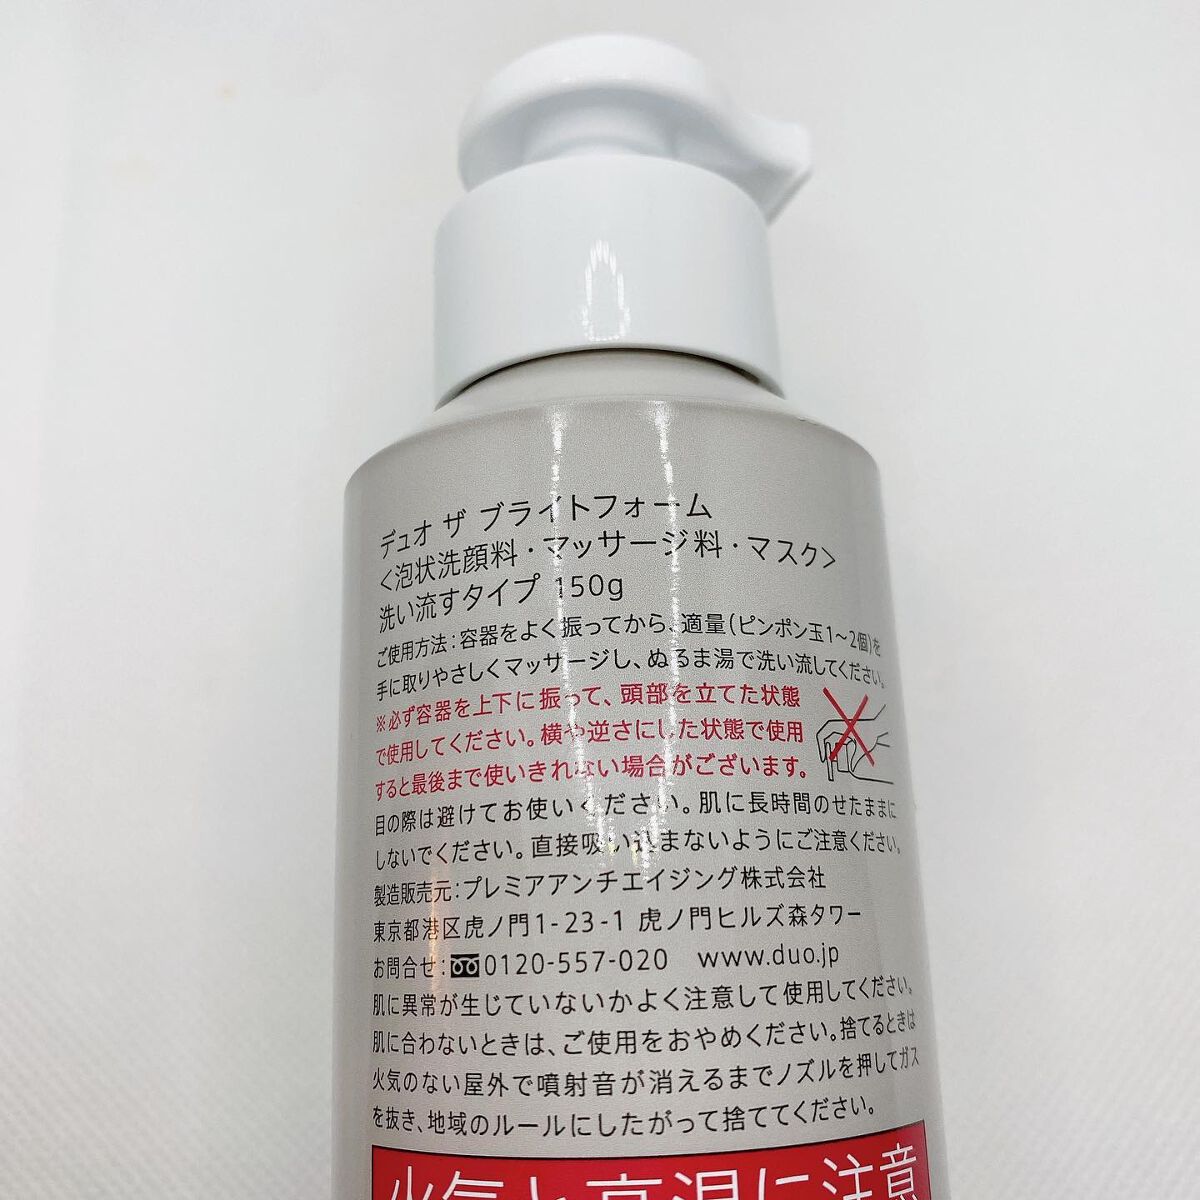 デュオ ザ ブライトフォーム
<泡状洗顔料・マッサージ料・マスク>
洗い流すタイプ 150g
ご使用方法:容器をよく振ってから、適量(ピンポン玉1〜2個)を
手に取りやさしくマッサージし、ぬるま湯で洗い流してください。
※必ず容器を上下に振って、頭部を立てた状態
で使用してください。横や逆さにした状態で使用
すると最後まで使いきれない場合がございます。
目の際は避けてお使いください。肌に長時間のせたままに
しないでください。直接吸い込まないようにご注意ください。
製造販売元:プレミアアンチエイジング株式会社
東京都港区虎ノ門1-23-1 虎ノ門ヒルズ森タワー
お問合せ:0120-557-020 www.duo.jp
肌に異常が生じていないかよく注意して使用してください。
肌に合わないときは、ご使用をおやめください。捨てるときは
火気のない屋外で噴射音が消えるまでノズルを押してガス
を抜き、地域のルールにしたがって捨ててください。
火気と高温に注意